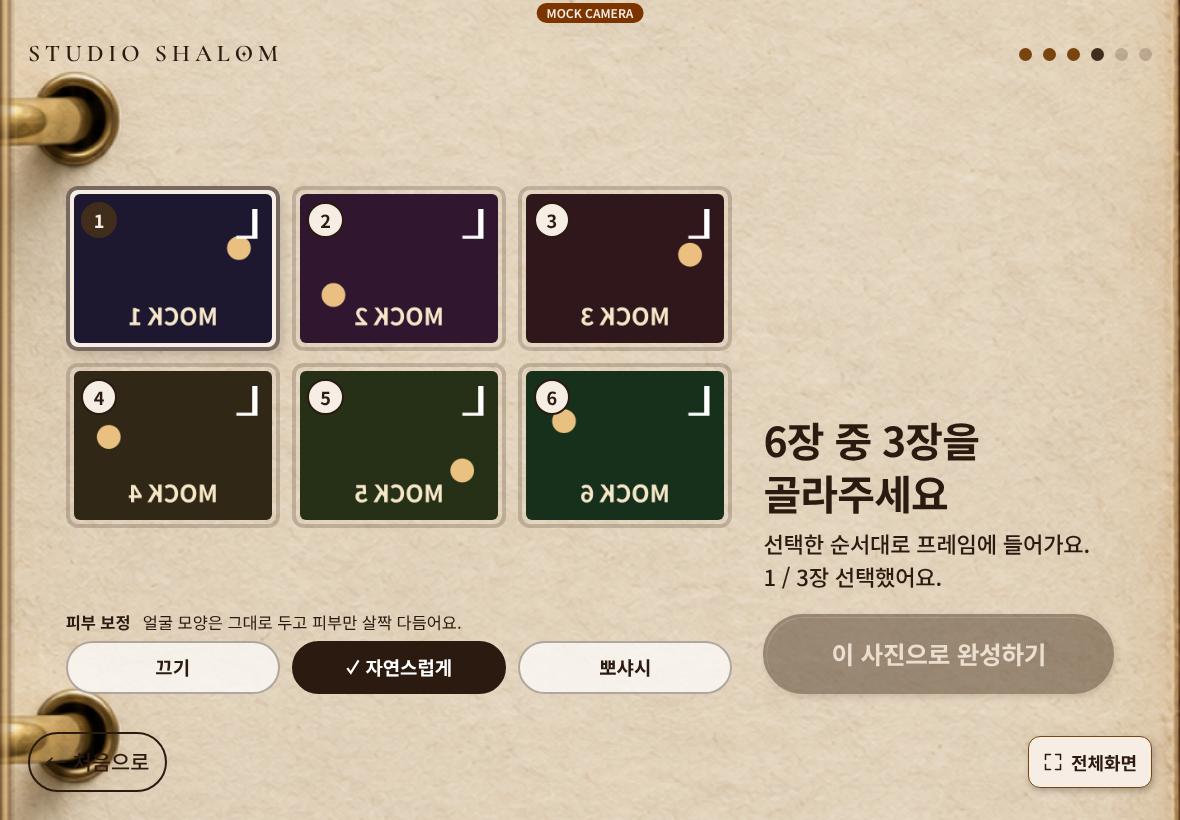 MOCK CAMERA
STUDIO SHALOM
1
MOCK 1
2
MOCK 2
3
MOCK 3
4
MOCK 4
5
MOCK 5
6
MOCK 6
6장 중 3장을
골라주세요
선택한 순서대로 프레임에 들어가요.
1 / 3장 선택했어요.
피부 보정 얼굴 모양은 그대로 두고 피부만 살짝 다듬어요.
끄기
✓ 자연스럽게
뽀샤시
이 사진으로 완성하기
← 처음으로
전체화면